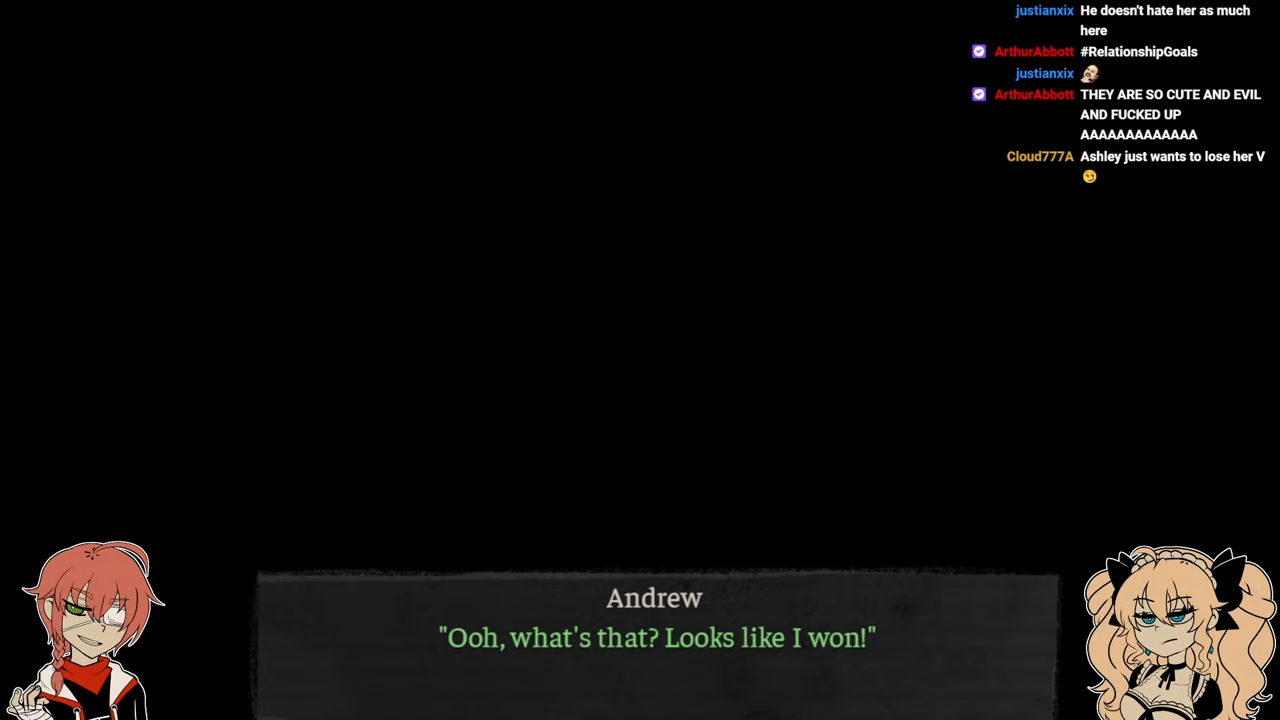 justianxix He doesn't hate her as much
here
ArthurAbbott #RelationshipGoals
justianxix
ArthurAbbott THEY ARE SO CUTE AND EVIL
AND FUCKED UP
AAAAAAAAAAAAA
Cloud777A Ashley just wants to lose her V
Andrew
"Ooh, what's that? Looks like I won!"